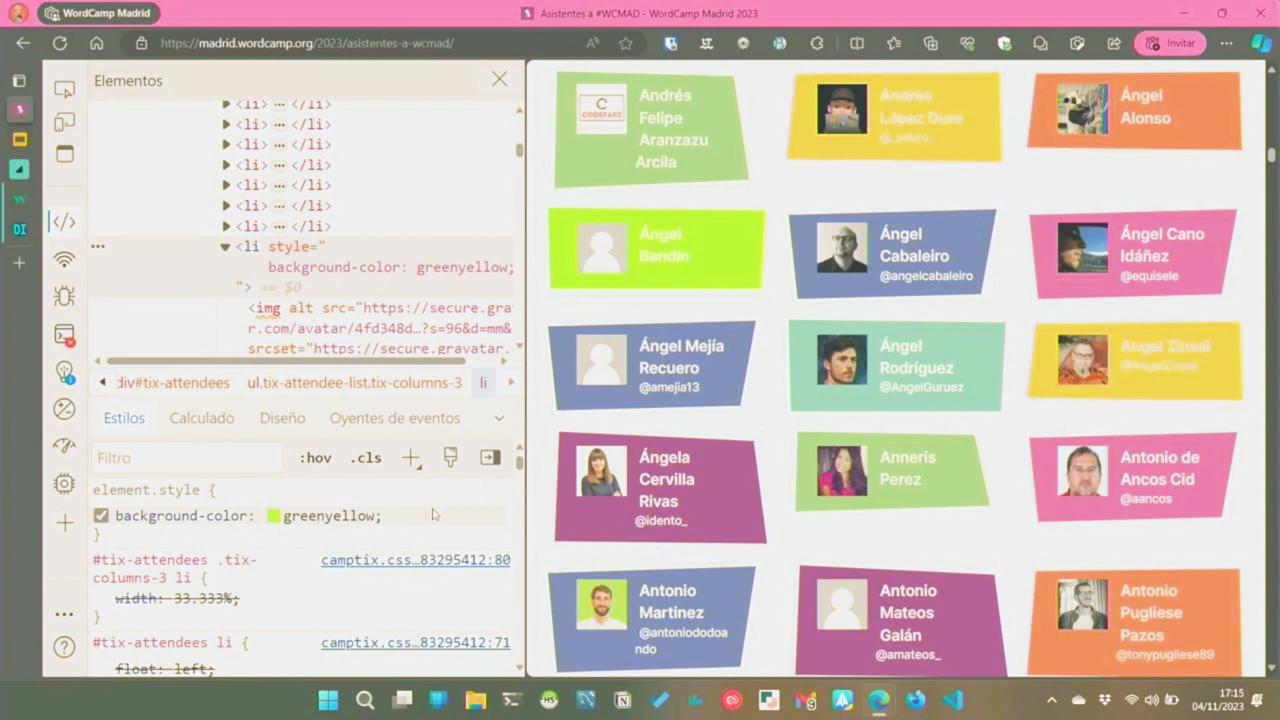 WordCamp Madrid
Asistentes a #WCMAD - WordCamp Madrid 2023
https://madrid.wordcamp.org/2023/asistentes-a-wcmad/
Invitar
Elementos
<li> ⋯ </li>
<li> ⋯ </li>
<li> ⋯ </li>
<li> ⋯ </li>
<li> ⋯ </li>
<li> ⋯ </li>
<li> ⋯ </li>
<li style="
background-color: greenyellow;
"> == $0
<img alt src="https://secure.gra
r.com/avatar/4fd348d…?s=96&d=mm&
srcset="https://secure.gravatar.
div#tix-attendees ul.tix-attendee-list.tix-columns-3 li
Estilos Calculado Diseño Oyentes de eventos
Filtro :hov .cls
element.style {
background-color: greenyellow;
}
#tix-attendees .tix-columns-3 li {
camptix.css…83295412:80
width: 33.333%;
}
#tix-attendees li {
camptix.css…83295412:71
float: left;
Andrés
Felipe
Aranzazu
Arcila
CODEFARE
Andrés
López Duro
@_aduro_
Ángel
Alonso
Ángel
Bandin
Ángel
Cabaleiro
@angelcabaleiro
Ángel Cano
Idáñez
@equisele
Ángel Mejía
Recuero
@amejia13
Ángel
Rodríguez
@AngelGuruez
Angel Zinsel
@AngelZinsel
Ángela
Cervilla
Rivas
@idento_
Anneris
Perez
Antonio de
Ancos Cid
@aancos
Antonio
Martinez
@antoniododoa
ndo
Antonio
Mateos
Galán
@amateos_
Antonio
Pugliese
Pazos
@tonypugliese89
DI
17:15
04/11/2023